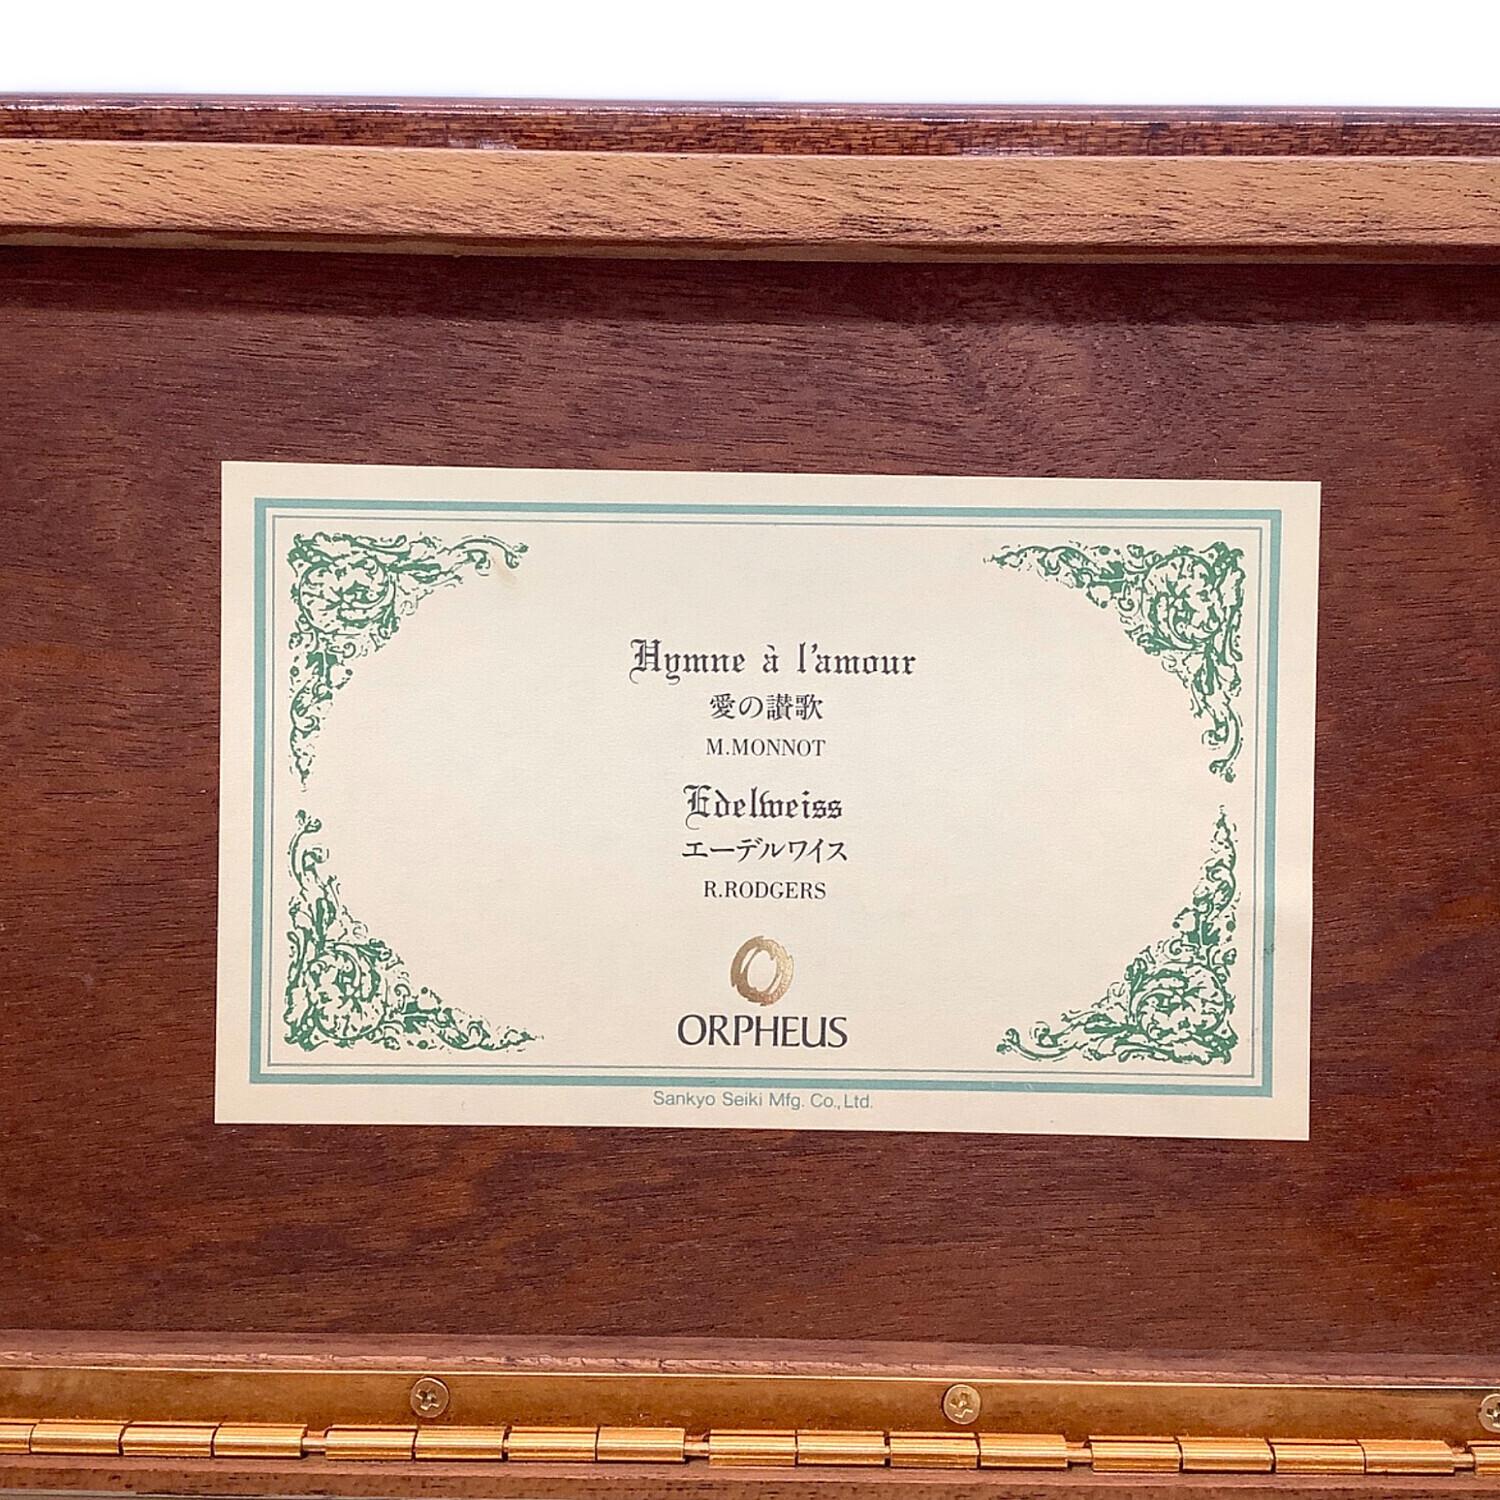 Hymne à l'amour
愛の讃歌
M.MONNOT
Edelweiss
エーデルワイス
R.RODGERS
ORPHEUS
Sankyo Seiki Mfg. Co., Ltd.